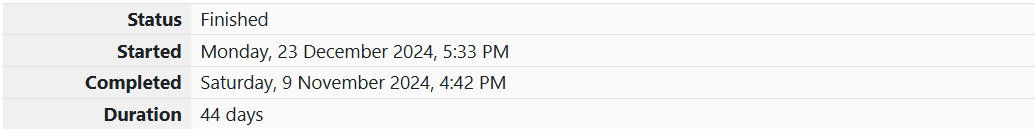 Status Finished
Started Monday, 23 December 2024, 5:33 PM
Completed Saturday, 9 November 2024, 4:42 PM
Duration 44 days